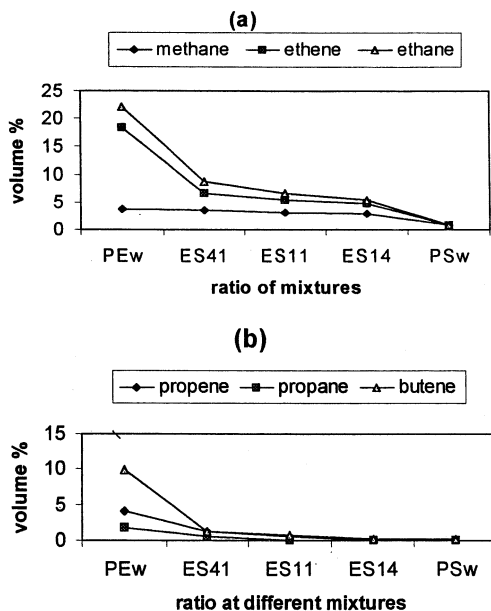 (a)
methane ethene ethane
25
20
15
10
5
0
volume %
PEw ES41 ES11 ES14 PSw
ratio of mixtures
(b)
propene propane butene
15
10
5
0
volume %
PEw ES41 ES11 ES14 PSw
ratio at different mixtures